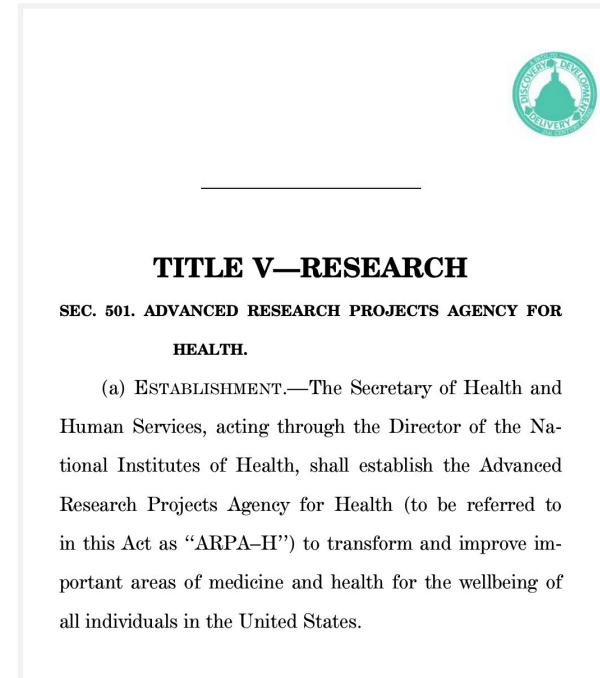 DISCOVERY
DEVELOPMENT
DELIVERY
TITLE V—RESEARCH
SEC. 501. ADVANCED RESEARCH PROJECTS AGENCY FOR
HEALTH.
(a) ESTABLISHMENT.—The Secretary of Health and
Human Services, acting through the Director of the Na-
tional Institutes of Health, shall establish the Advanced
Research Projects Agency for Health (to be referred to
in this Act as “ARPA–H”) to transform and improve im-
portant areas of medicine and health for the wellbeing of
all individuals in the United States.